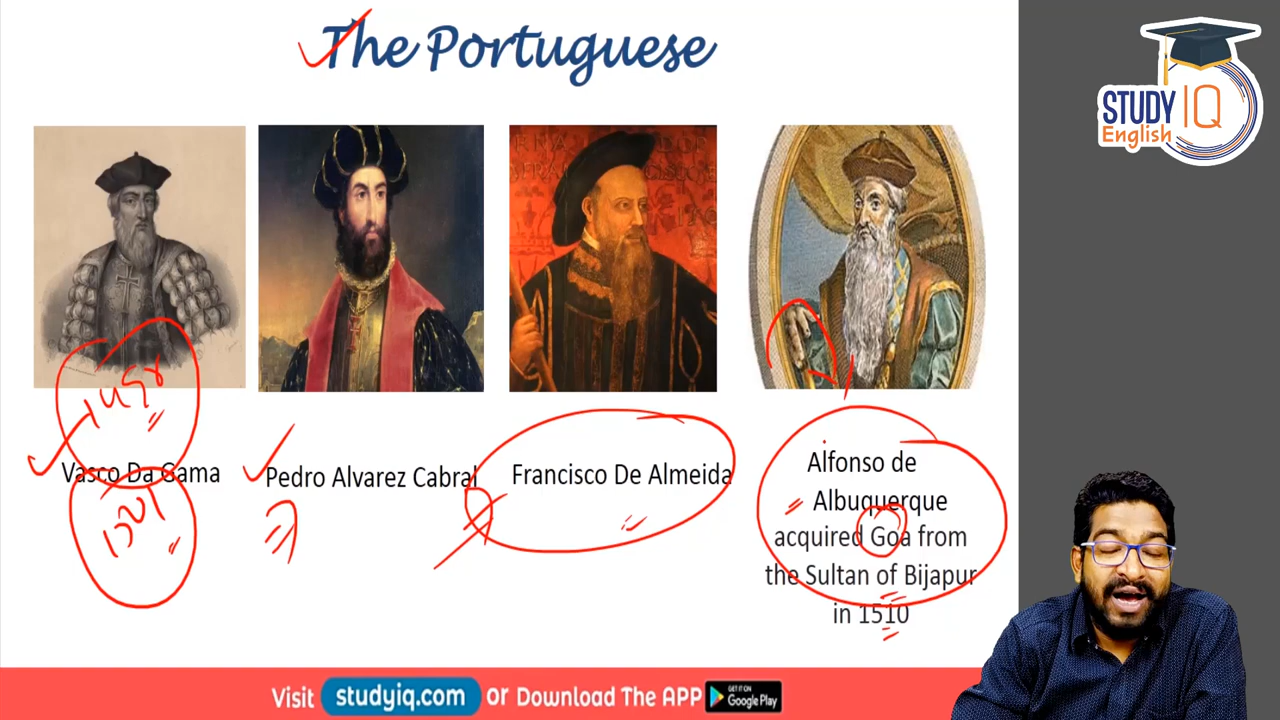 The Portuguese
STUDY IQ
English
1498
Vasco Da Gama
1501
Pedro Alvarez Cabral
Francisco De Almeida
Alfonso de
Albuquerque
acquired Goa from
the Sultan of Bijapur
in 1510
Visit studyiq.com or Download The APP GET IT ON Google Play